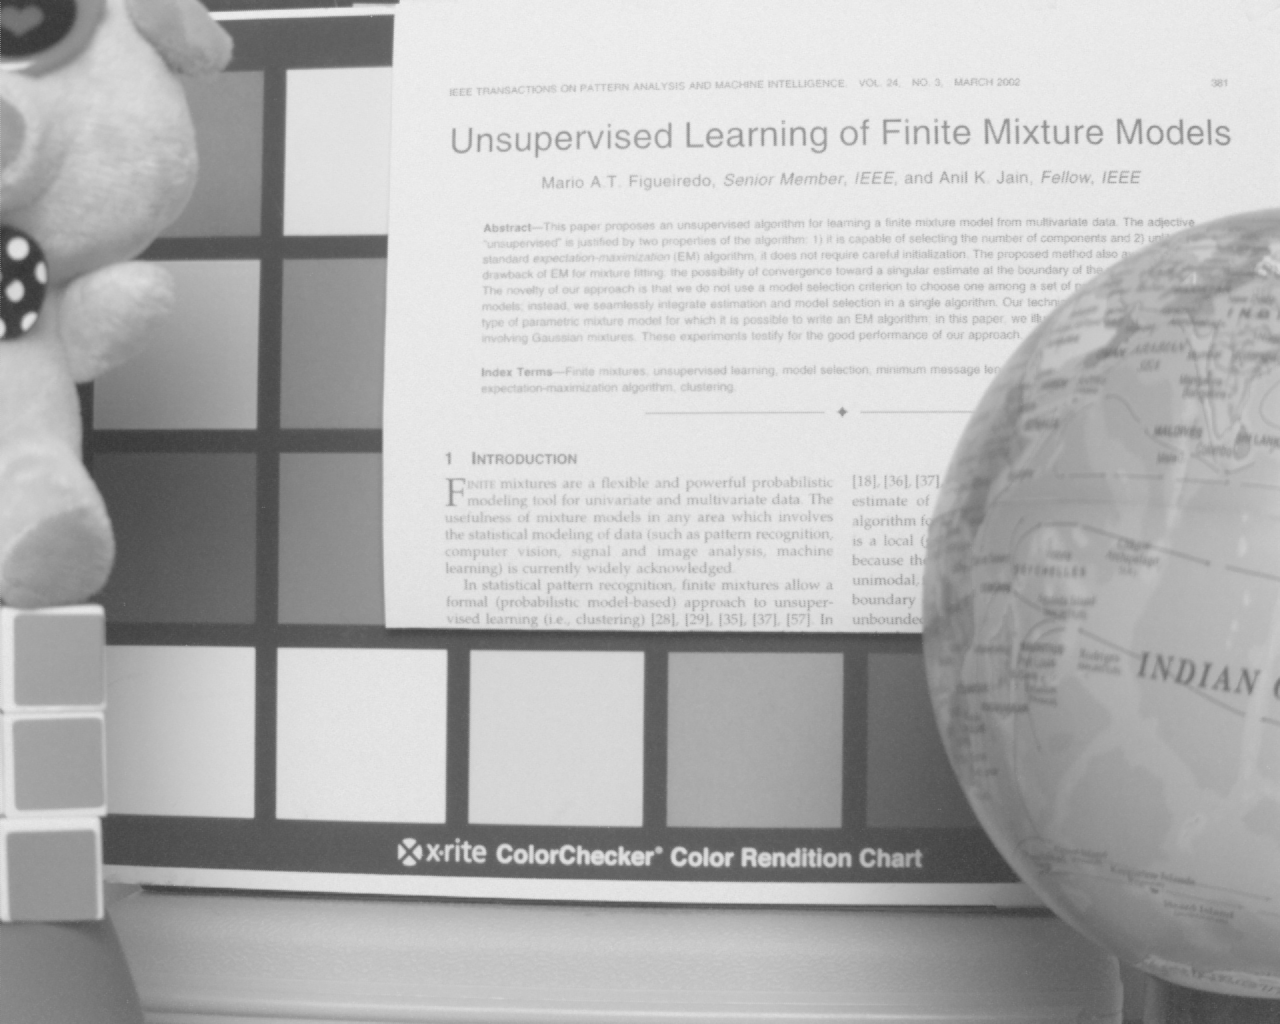 IEEE TRANSACTIONS ON PATTERN ANALYSIS AND MACHINE INTELLIGENCE, VOL. 24, NO. 3, MARCH 2002 381
Unsupervised Learning of Finite Mixture Models
Mario A.T. Figueiredo, Senior Member, IEEE, and Anil K. Jain, Fellow, IEEE
Abstract—This paper proposes an unsupervised algorithm for learning a finite mixture model from multivariate data. The adjective
"unsupervised" is justified by two properties of the algorithm: 1) it is capable of selecting the number of components and 2)
standard expectation-maximization (EM) algorithm, it does not require careful initialization. The proposed method also
drawback of EM for mixture fitting: the possibility of convergence toward a singular estimate at the boundary of the
The novelty of our approach is that we do not use a model selection criterion to choose one among a set of
models; instead, we seamlessly integrate estimation and model selection in a single algorithm. Our
type of parametric mixture model for which it is possible to write an EM algorithm; in this paper, we
involving Gaussian mixtures. These experiments testify for the good performance of our approach.
Index Terms—Finite mixtures, unsupervised learning, model selection, minimum message
expectation-maximization algorithm, clustering.
1 INTRODUCTION
FINITE mixtures are a flexible and powerful probabilistic
modeling tool for univariate and multivariate data. The
usefulness of mixture models in any area which involves
the statistical modeling of data (such as pattern recognition,
computer vision, signal and image analysis, machine
learning) is currently widely acknowledged.
In statistical pattern recognition, finite mixtures allow a
formal (probabilistic model-based) approach to unsuper-
vised learning (i.e., clustering) [28], [29], [35], [37], [57]. In
[18], [36], [37],
estimate of
algorithm
is a local
because
unimodal,
boundary
unbounded
MALDIVES
SEYCHELLES
INDIAN
x·rite ColorChecker® Color Rendition Chart